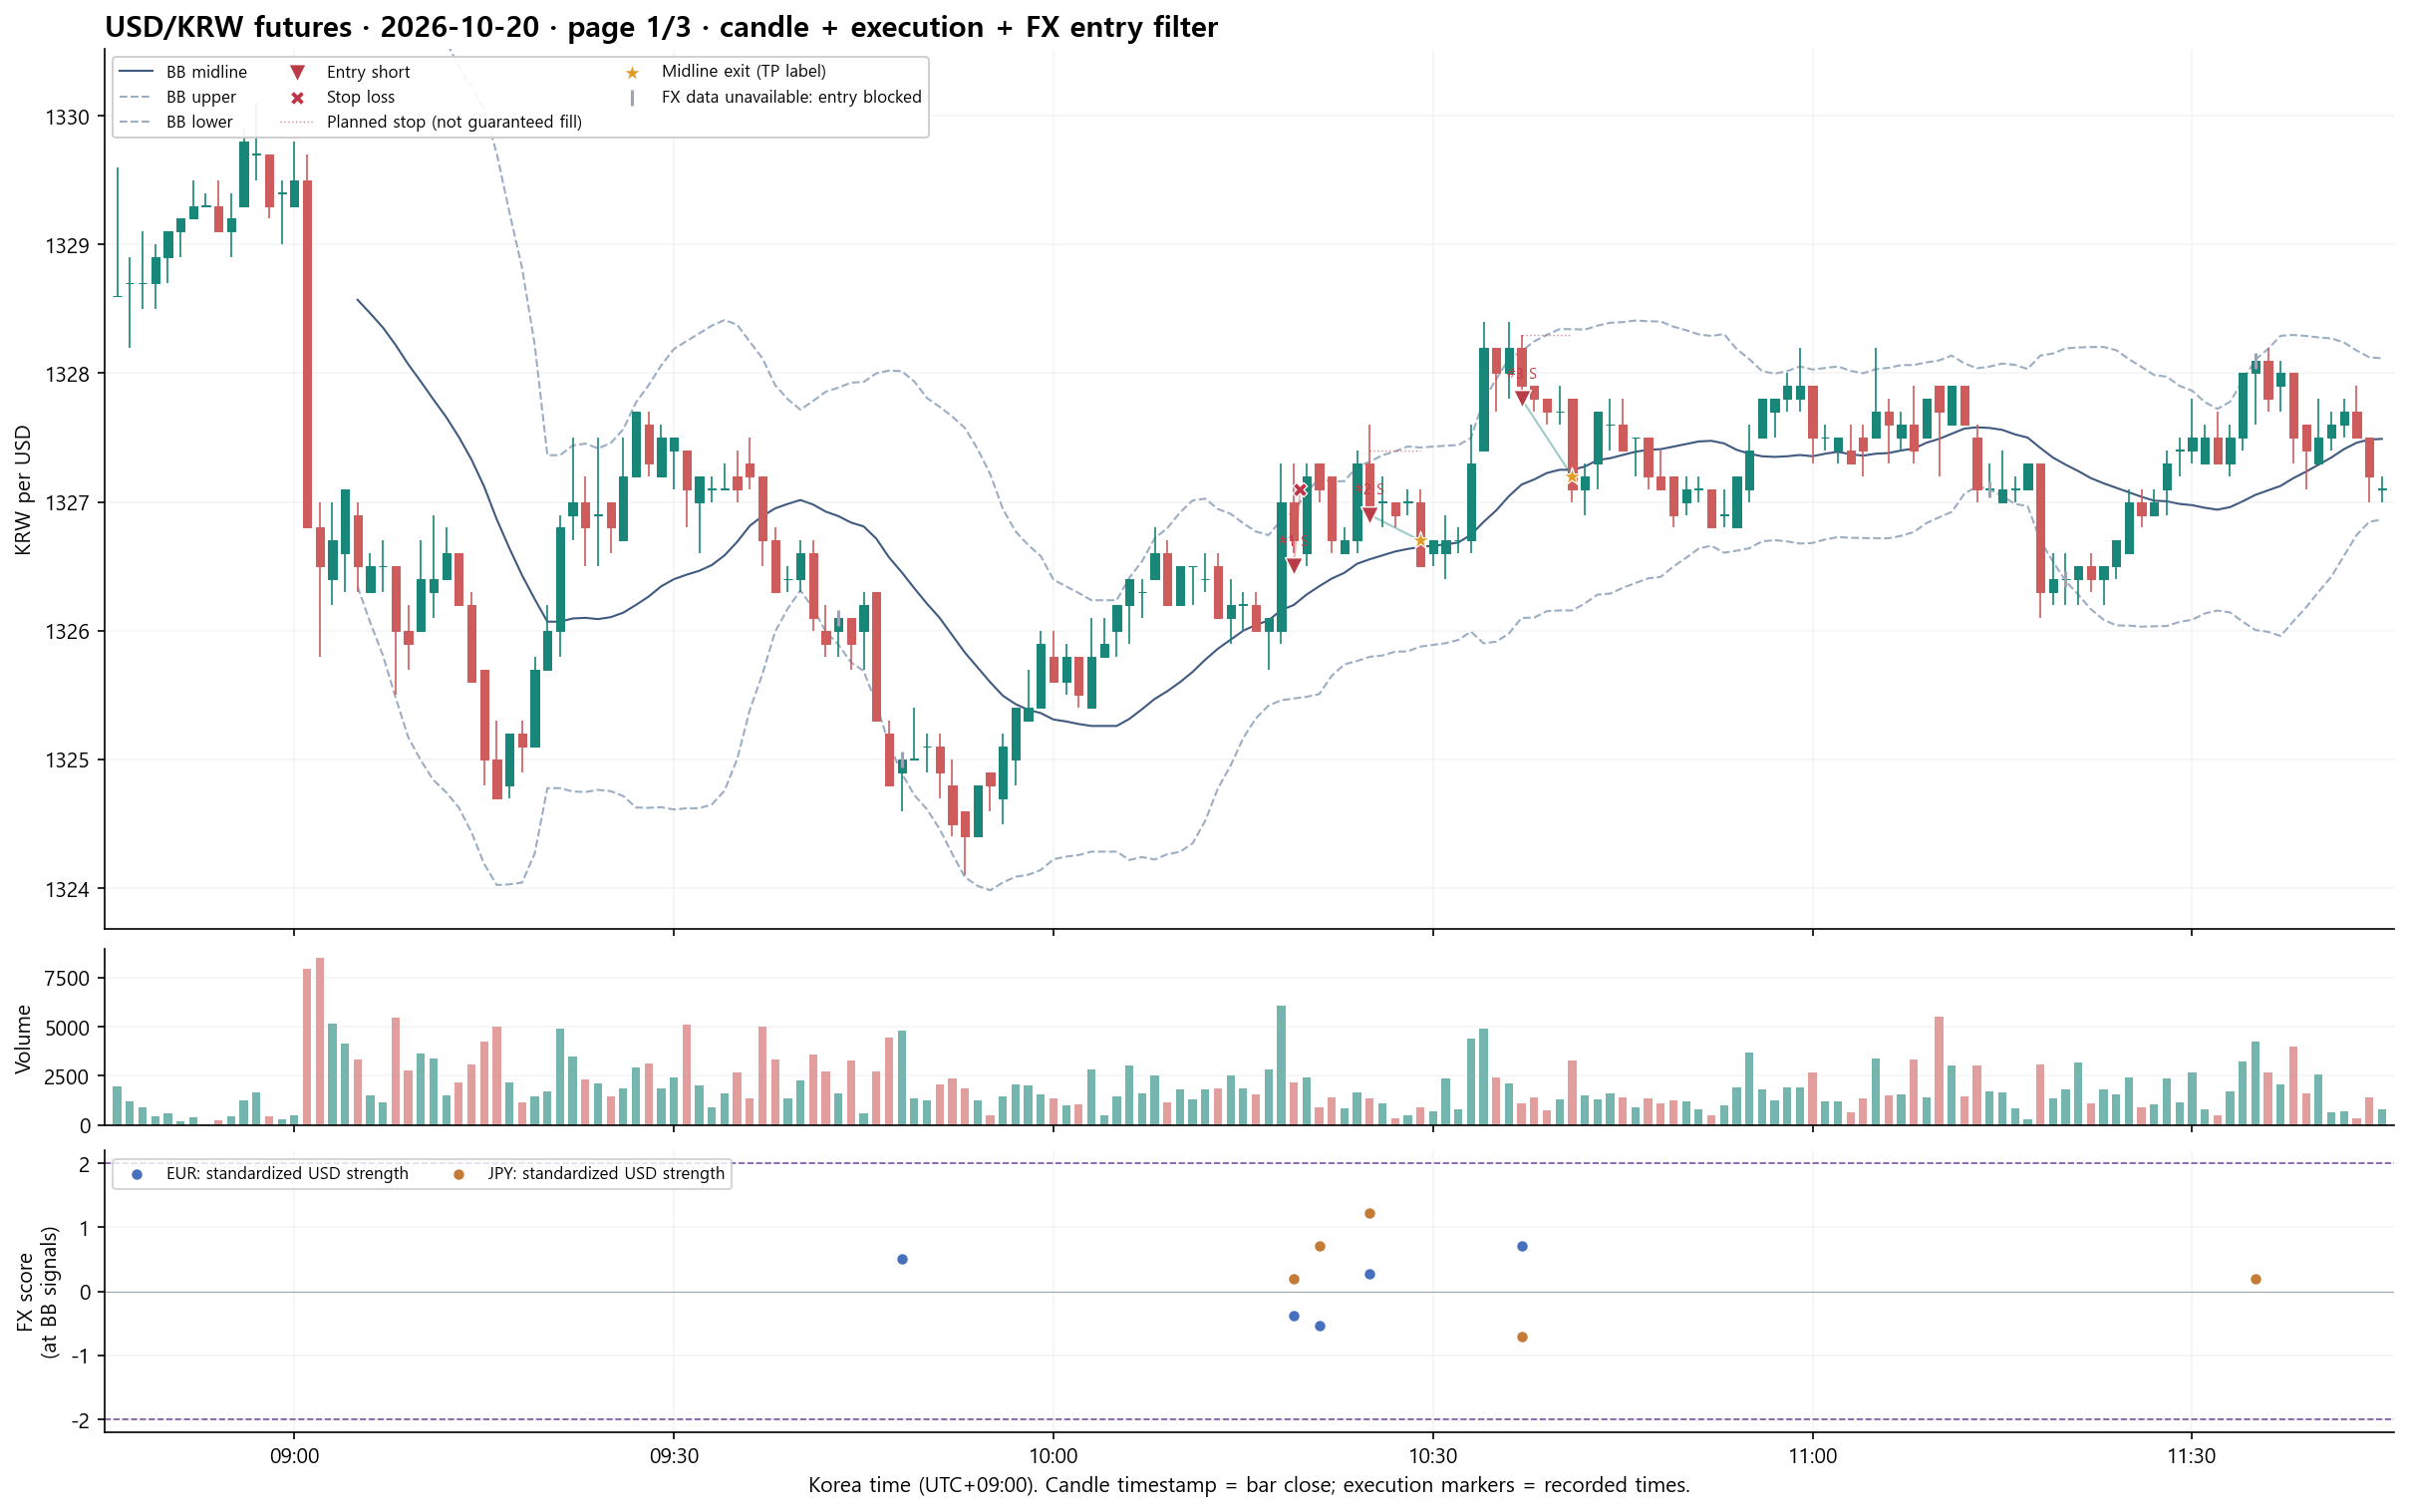 USD/KRW futures · 2026-10-20 · page 1/3 · candle + execution + FX entry filter
BB midline
BB upper
BB lower
Entry short
Stop loss
Planned stop (not guaranteed fill)
Midline exit (TP label)
FX data unavailable: entry blocked
KRW per USD
1330
1329
1328
1327
1326
1325
1324
#3 S
#2 S
Volume
7500
5000
2500
0
EUR: standardized USD strength
JPY: standardized USD strength
FX score
(at BB signals)
2
1
0
-1
-2
09:00
09:30
10:00
10:30
11:00
11:30
Korea time (UTC+09:00). Candle timestamp = bar close; execution markers = recorded times.